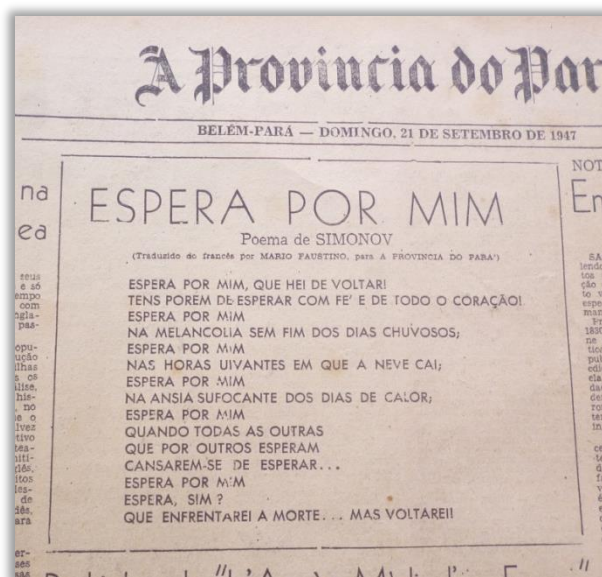 A Provincia do Par
BELÉM-PARÁ — DOMINGO, 21 DE SETEMBRO DE 1947
na
ea
NOT
En
ESPERA POR MIM
Poema de SIMONOV
(Traduzido do francês por MARIO FAUSTINO, para A PROVINCIA DO PARA')
ESPERA POR MIM, QUE HEI DE VOLTAR!
TENS POREM DE ESPERAR COM FE' E DE TODO O CORAÇÃO!
ESPERA POR MIM
NA MELANCOLIA SEM FIM DOS DIAS CHUVOSOS;
ESPERA POR MIM
NAS HORAS UIVANTES EM QUE A NEVE CAI;
ESPERA POR MIM
NA ANSIA SUFOCANTE DOS DIAS DE CALOR;
ESPERA POR MIM
QUANDO TODAS AS OUTRAS
QUE POR OUTROS ESPERAM
CANSAREM-SE DE ESPERAR...
ESPERA POR MIM
ESPERA, SIM?
QUE ENFRENTAREI A MORTE... MAS VOLTAREI!